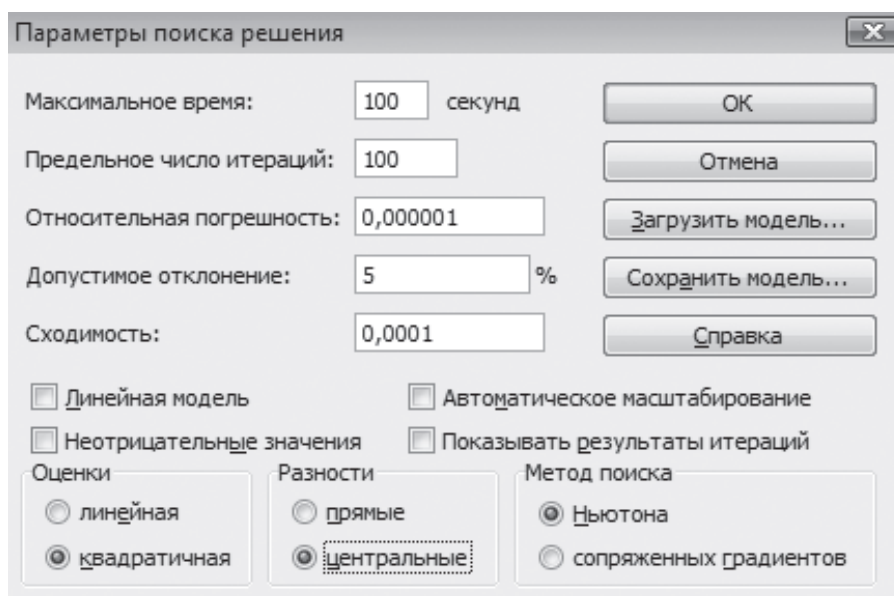 Параметры поиска решения
Максимальное время: 100 секунд ОК
Предельное число итераций: 100 Отмена
Относительная погрешность: 0,000001 Загрузить модель...
Допустимое отклонение: 5 % Сохранить модель...
Сходимость: 0,0001 Справка
Линейная модель Автоматическое масштабирование
Неотрицательные значения Показывать результаты итераций
Оценки Разности Метод поиска
линейная прямые Ньютона
квадратичная центральные сопряженных градиентов